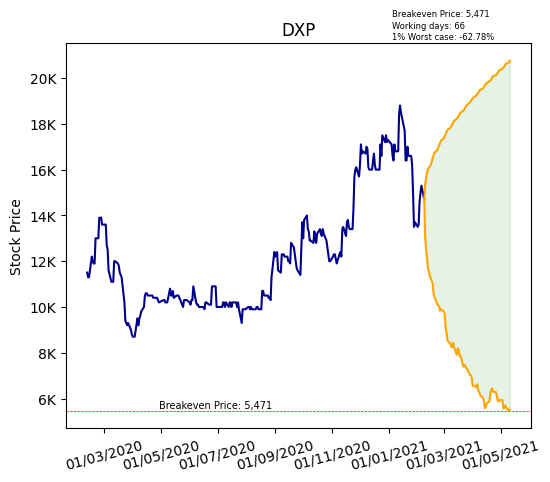 Breakeven Price: 5,471
Working days: 66
1% Worst case: -62.78%
DXP
Stock Price
20K
18K
16K
14K
12K
10K
8K
6K
Breakeven Price: 5,471
01/03/2020
01/05/2020
01/07/2020
01/09/2020
01/11/2020
01/01/2021
01/03/2021
01/05/2021